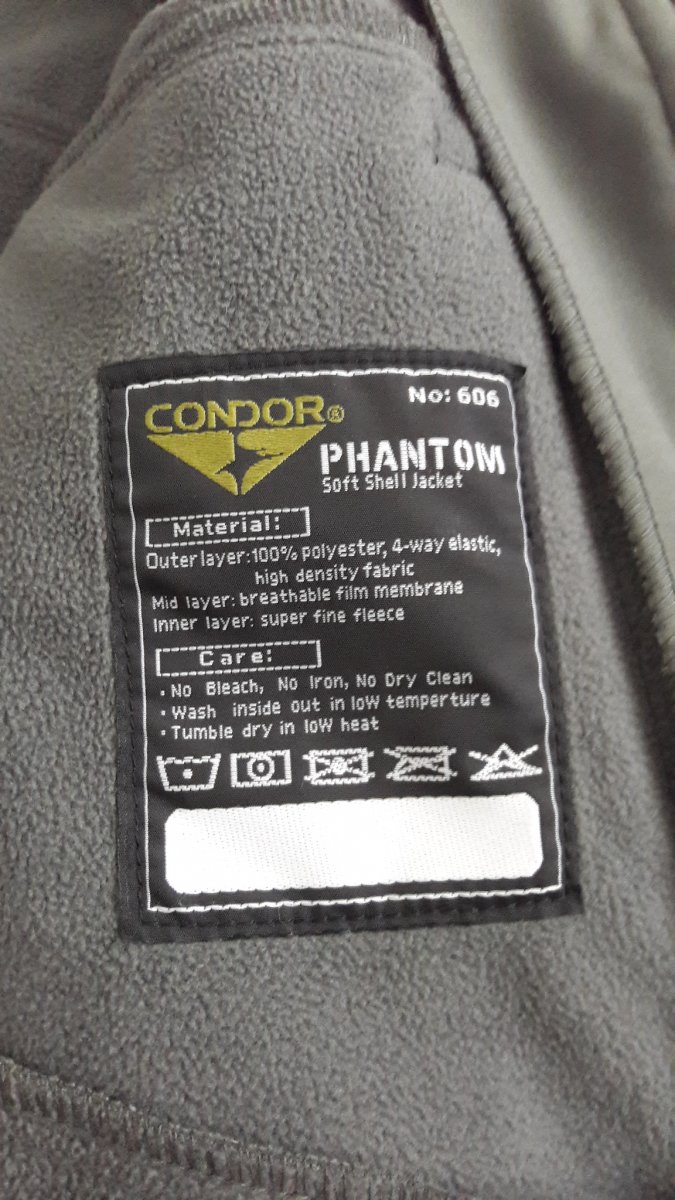 No: 606
CONDOR®
PHANTOM
Soft Shell Jacket
Material:
Outer layer:100% polyester, 4-way elastic,
high density fabric
Mid layer: breathable film membrane
Inner layer: super fine fleece
Care:
· No Bleach, No Iron, No Dry Clean
· Wash inside out in low temperture
· Tumble dry in low heat